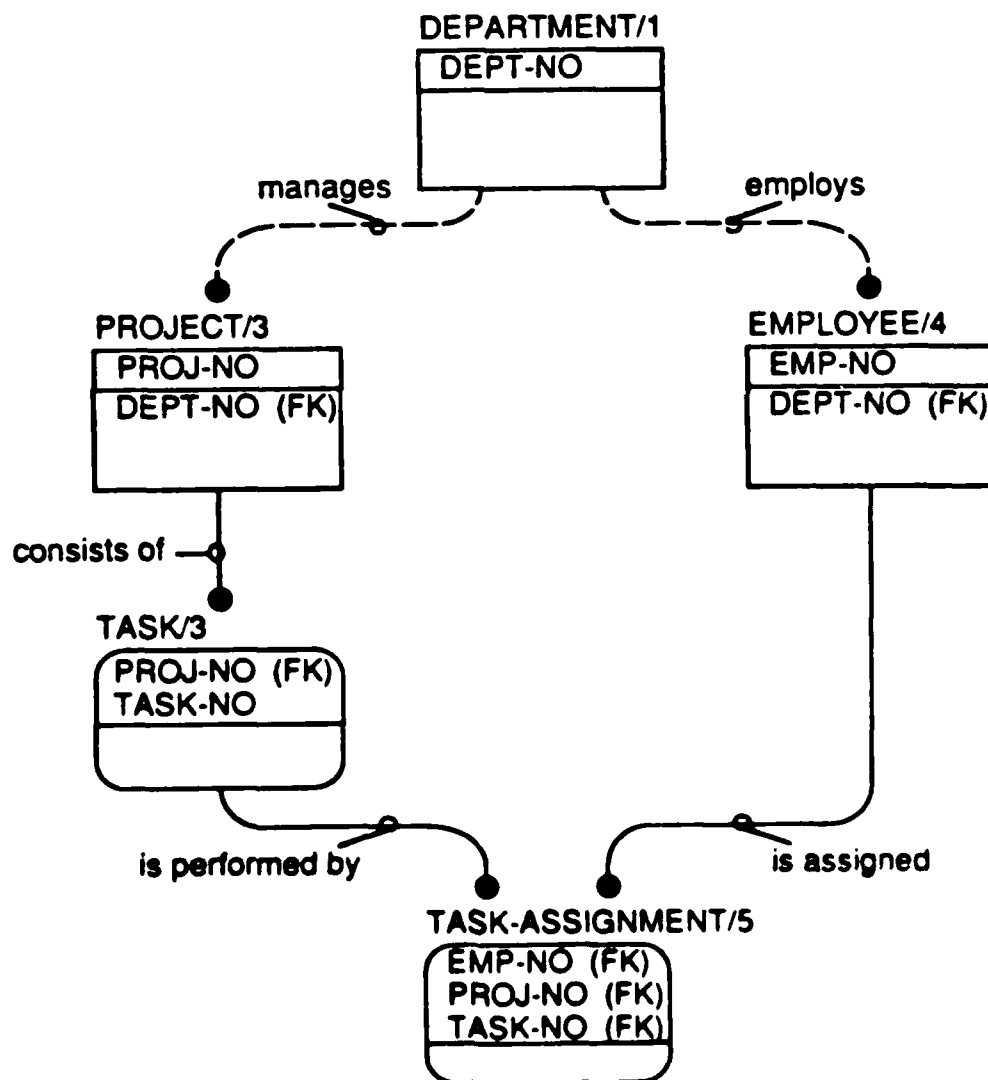 DEPARTMENT/1
DEPT-NO
manages
employs
PROJECT/3
PROJ-NO
DEPT-NO (FK)
EMPLOYEE/4
EMP-NO
DEPT-NO (FK)
consists of
TASK/3
PROJ-NO (FK)
TASK-NO
is performed by
is assigned
TASK-ASSIGNMENT/5
EMP-NO (FK)
PROJ-NO (FK)
TASK-NO (FK)